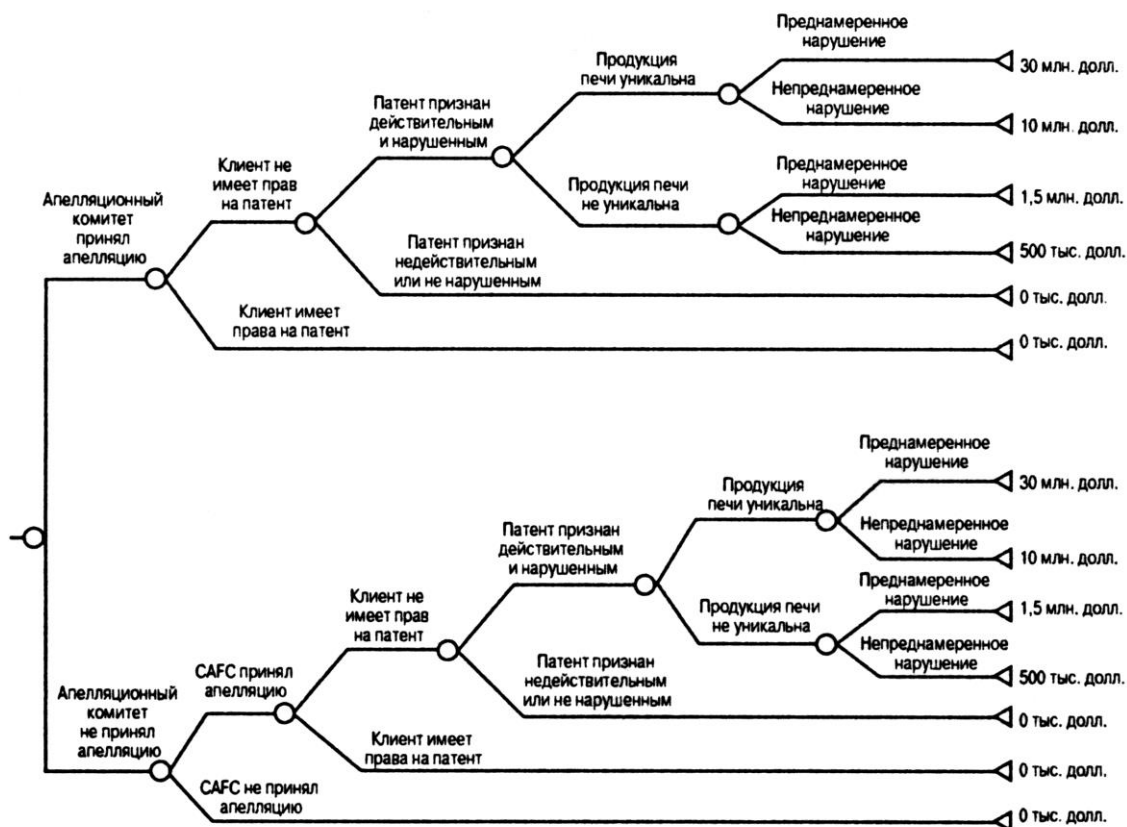 Преднамеренное
нарушение
30 млн. долл.
Продукция
печи уникальна
Непреднамеренное
нарушение
10 млн. долл.
Патент признан
действительным
и нарушенным
Преднамеренное
нарушение
1,5 млн. долл.
Клиент не
имеет прав
на патент
Продукция печи
не уникальна
Непреднамеренное
нарушение
500 тыс. долл.
Апелляционный
комитет
принял
апелляцию
Патент признан
недействительным
или не нарушенным
0 тыс. долл.
Клиент имеет
права на патент
0 тыс. долл.
Преднамеренное
нарушение
30 млн. долл.
Продукция
печи уникальна
Непреднамеренное
нарушение
10 млн. долл.
Патент признан
действительным
и нарушенным
Преднамеренное
нарушение
1,5 млн. долл.
Клиент не
имеет прав
на патент
Продукция печи
не уникальна
Непреднамеренное
нарушение
500 тыс. долл.
CAFC принял
апелляцию
Патент признан
недействительным
или не нарушенным
0 тыс. долл.
Апелляционный
комитет
не принял
апелляцию
Клиент имеет
права на патент
0 тыс. долл.
CAFC не принял
апелляцию
0 тыс. долл.